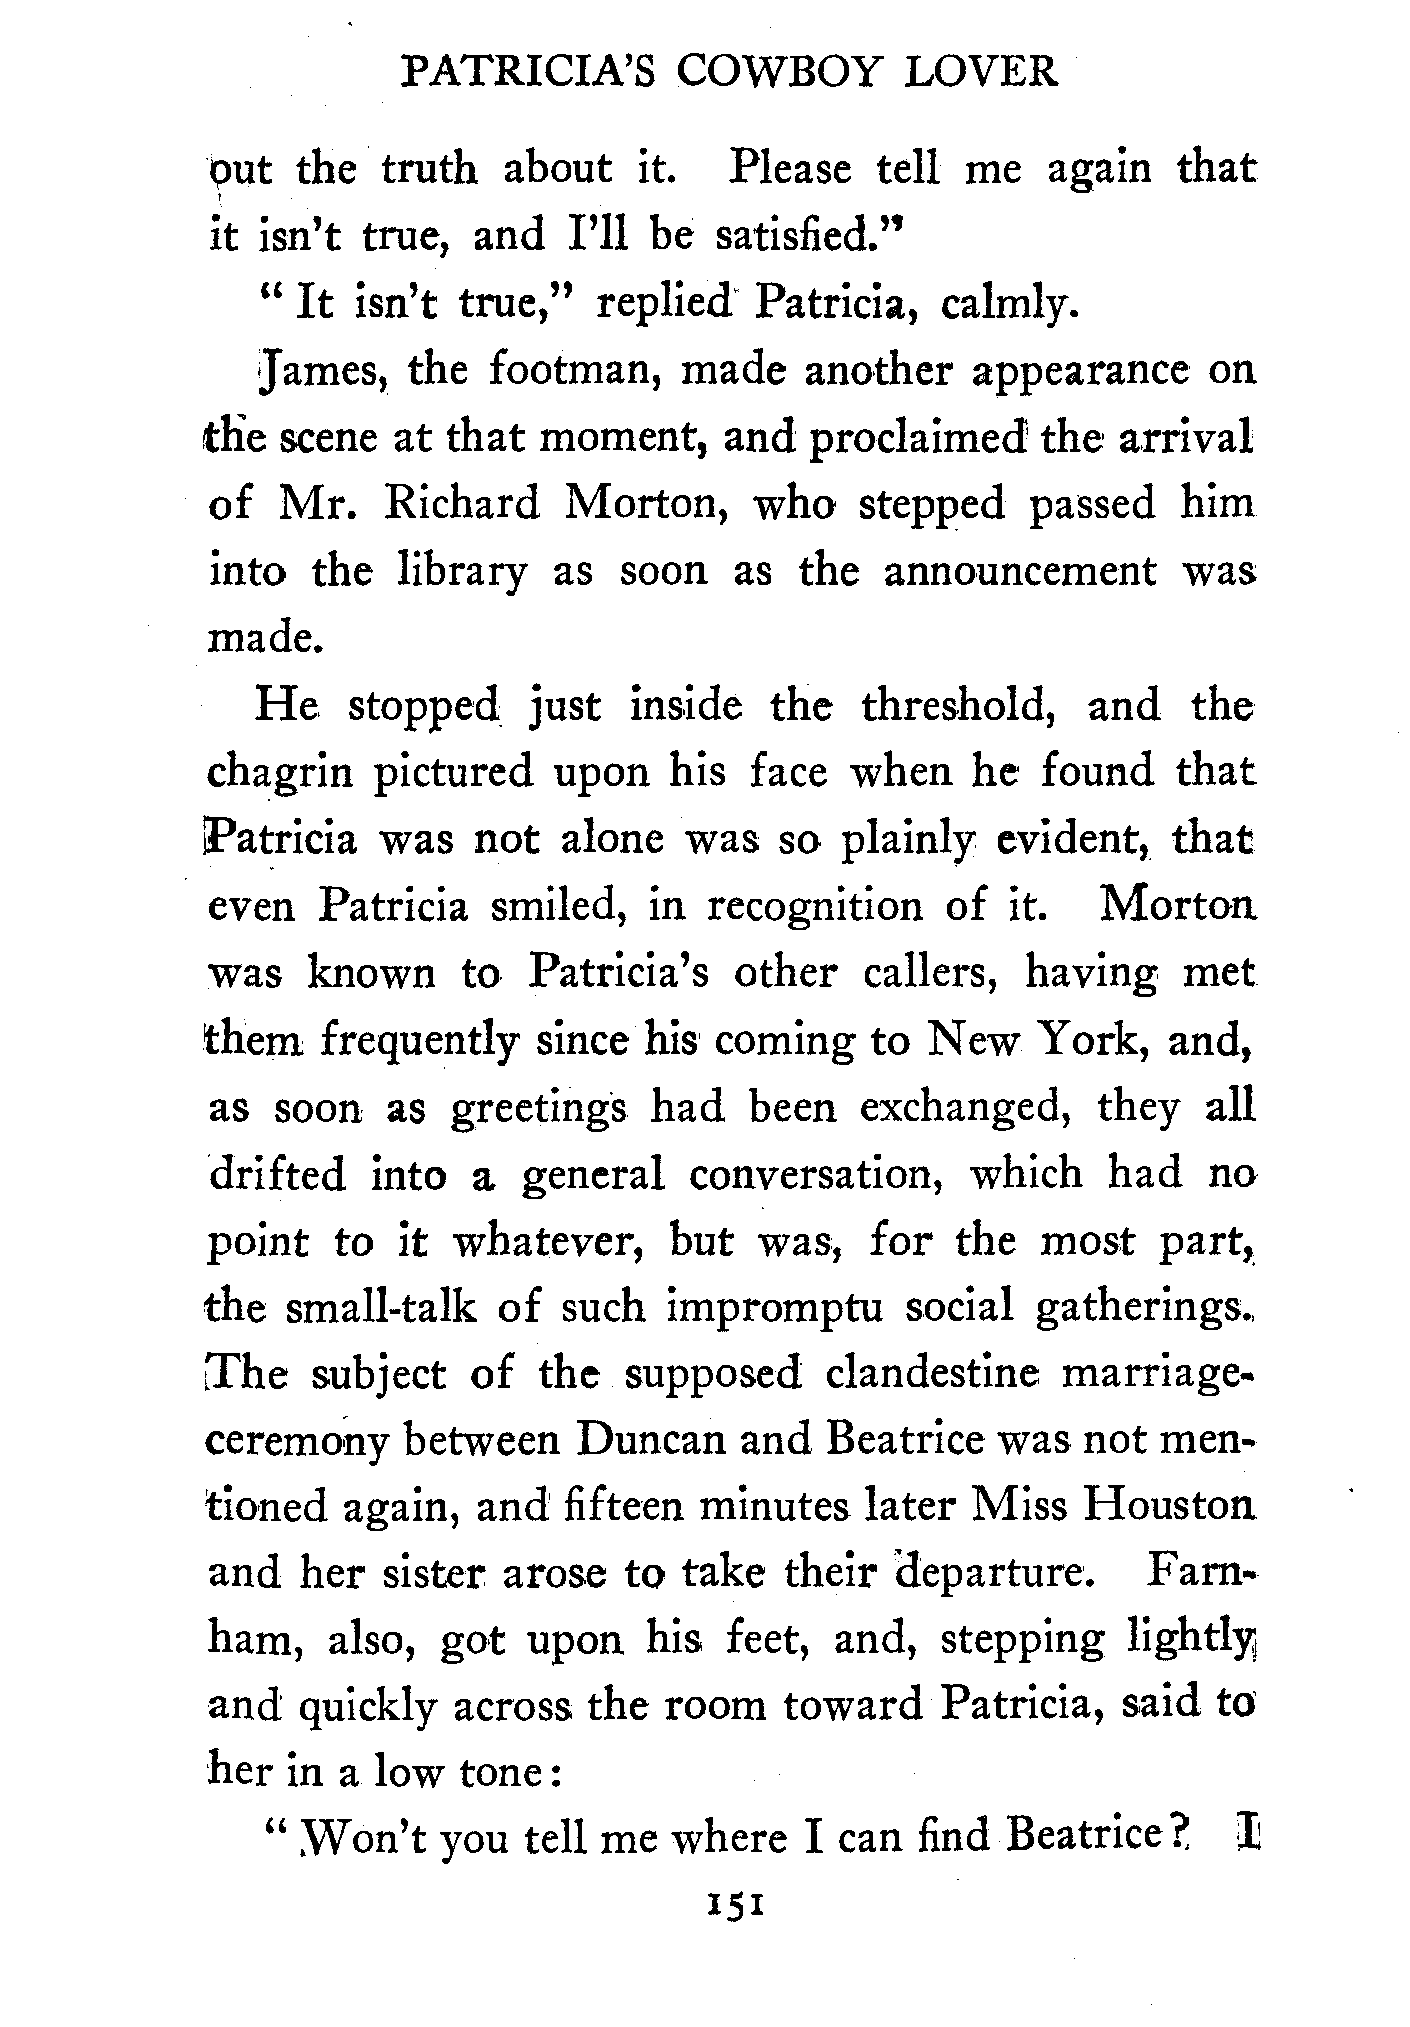 PATRICIA'S COWBOY LOVER
out the truth about it. Please tell me again that
it isn't true, and I'll be satisfied."
" It isn't true," replied Patricia, calmly.
James, the footman, made another appearance on
the scene at that moment, and proclaimed the arrival
of Mr. Richard Morton, who stepped passed him
into the library as soon as the announcement was
made.
He stopped just inside the threshold, and the
chagrin pictured upon his face when he found that
Patricia was not alone was so plainly evident, that
even Patricia smiled, in recognition of it. Morton
was known to Patricia's other callers, having met
them frequently since his coming to New York, and,
as soon as greetings had been exchanged, they all
drifted into a general conversation, which had no
point to it whatever, but was, for the most part,
the small-talk of such impromptu social gatherings.
The subject of the supposed clandestine marriage-
ceremony between Duncan and Beatrice was not men-
tioned again, and fifteen minutes later Miss Houston
and her sister arose to take their departure. Farn-
ham, also, got upon his feet, and, stepping lightly
and quickly across the room toward Patricia, said to
her in a low tone:
" Won't you tell me where I can find Beatrice? I
151